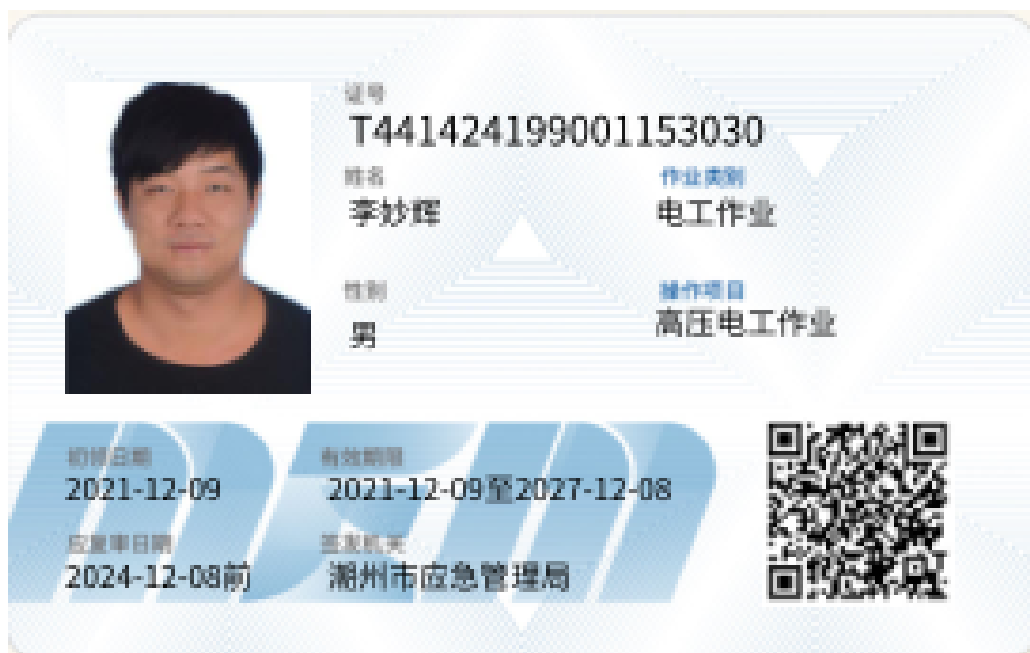 证号
T441424199001153030
姓名
李妙辉
作业类别
电工作业
性别
男
操作项目
高压电工作业
初领日期
2021-12-09
有效期限
2021-12-09至2027-12-08
应复审日期
2024-12-08前
签发机关
潮州市应急管理局